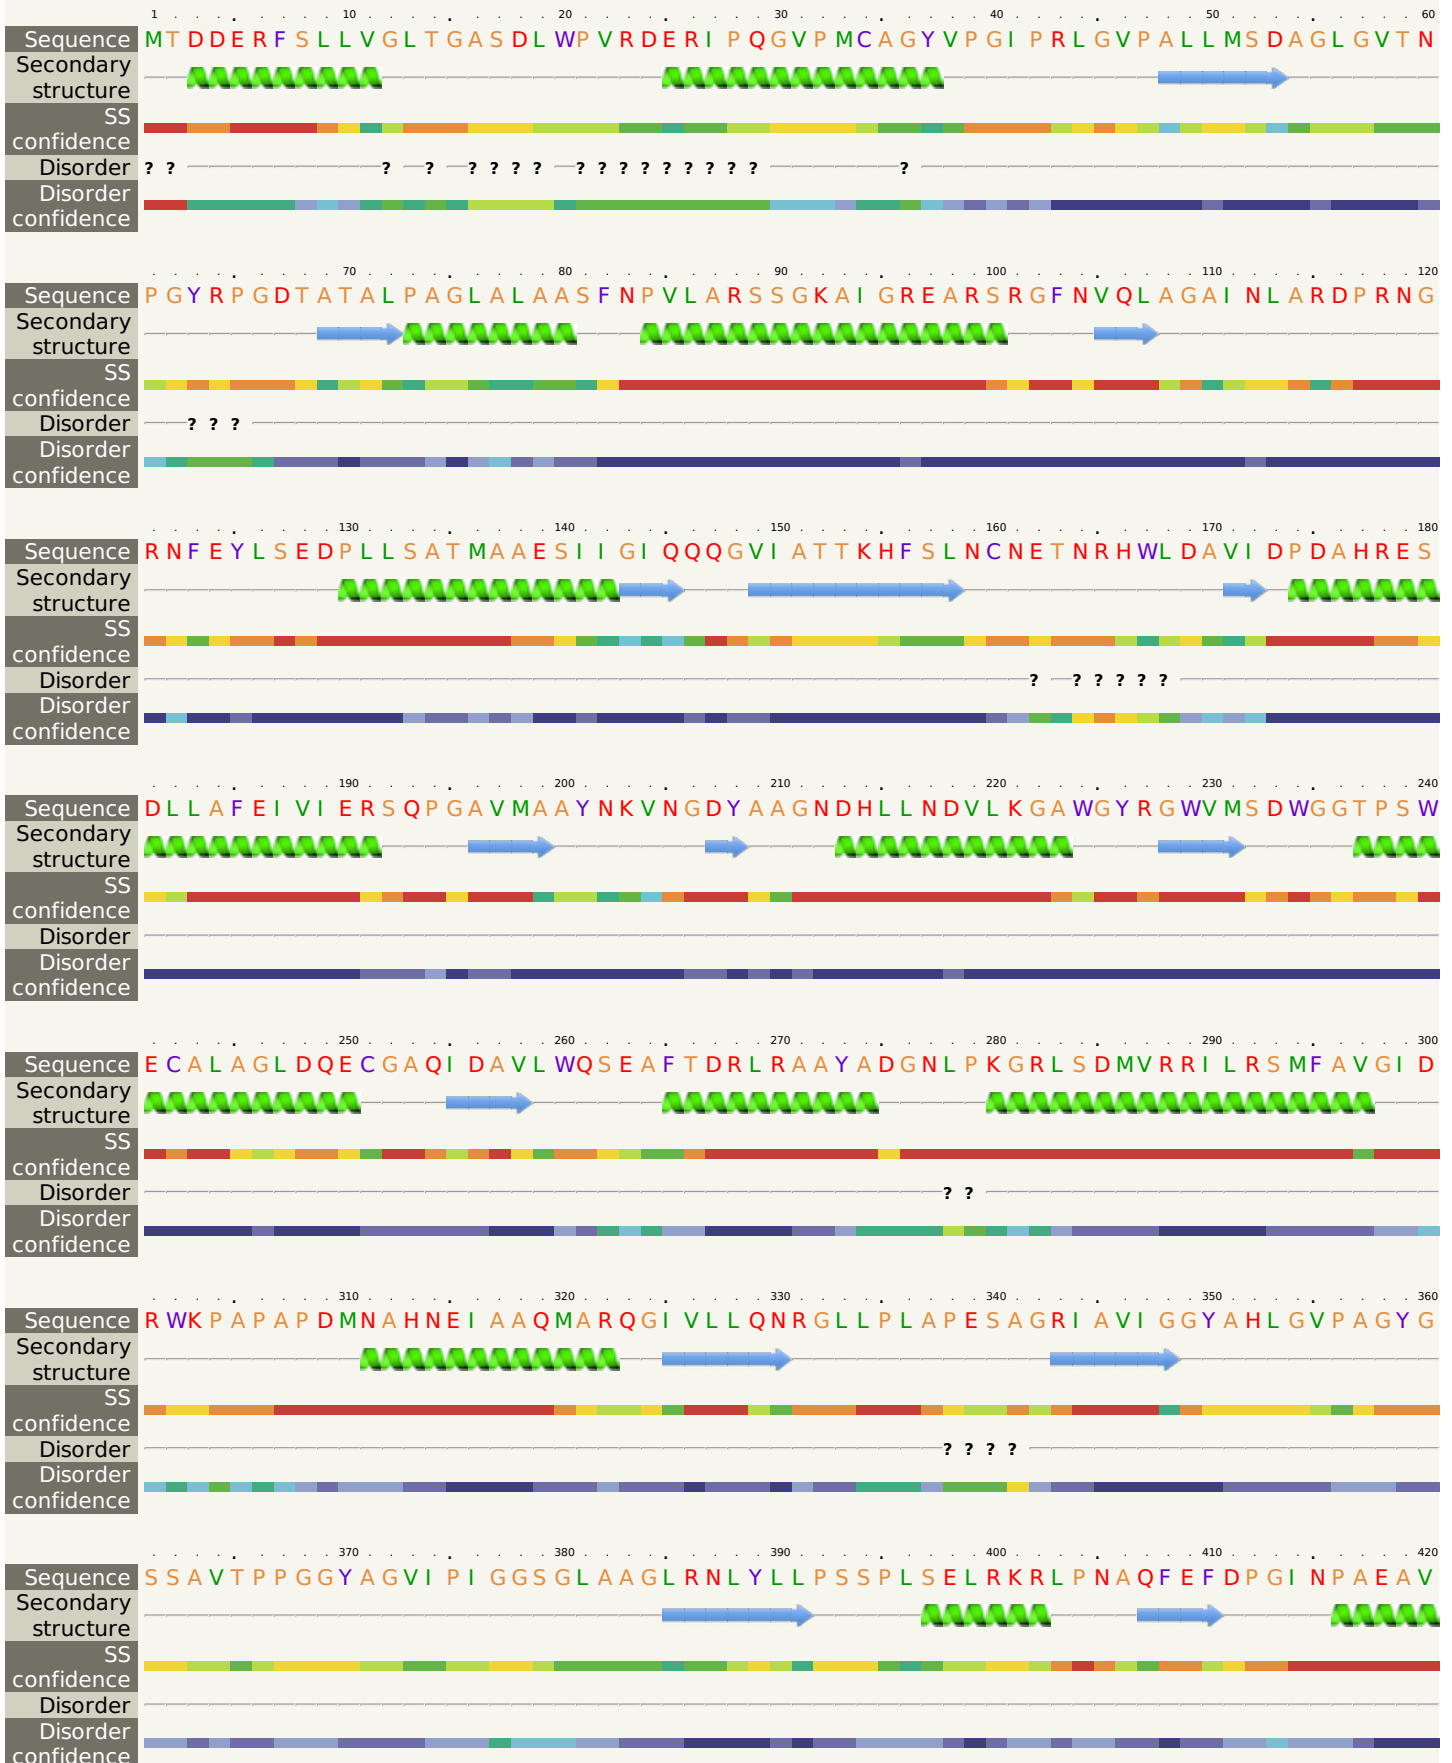 1 10 20 30 40 50 60
Sequence MTDDERFSLLVGLTGASDLWPVRDERIPQGVPMCAGYVPGIPRLGVPALLMSDAGLGVTN
Secondary
structure
SS
confidence
Disorder ? ? ? ? ? ? ? ? ? ? ? ? ? ? ? ? ? ? 
Disorder
confidence
70 80 90 100 110 120
Sequence PGYRPGDTATALPAGLALAASFNPVLARSSGKAIGREARSRGFNVQLAGAINLARDPRNG
Secondary
structure
SS
confidence
Disorder ? ? ?
Disorder
confidence
130 140 150 160 170 180
Sequence RNFEYLSEDPLLSATMAAESIIGIQQQGVIATTKHFSLNCNETNRHWLDAVIDPDAHRES
Secondary
structure
SS
confidence
Disorder ? ? ? ? ? ?
Disorder
confidence
190 200 210 220 230 240
Sequence DLLAFEIVIERSQPGAVMAAYNKVNGDYAAGNDHLLNDVLKGAWGYRGWVMSDWGGTPSW
Secondary
structure
SS
confidence
Disorder
Disorder
confidence
250 260 270 280 290 300
Sequence ECALAGLDQECGAQIDAVLWQSEAFTDRLRAAYADGNLPKGRLSDMVRRILRSMFAVGID
Secondary
structure
SS
confidence
Disorder ? ?
Disorder
confidence
310 320 330 340 350 360
Sequence RWKPAPAPDMNAHNEIAAQMARQGIVLLQNRGLLPLAPESAGRIAVIGGYAHLGVPAGYG
Secondary
structure
SS
confidence
Disorder ? ? ? ?
Disorder
confidence
370 380 390 400 410 420
Sequence SSAVTPPGGYAGVIPIGGSGLAAGLRNLYLLPSSPLSELRKRLPNAQFEFDPGINPAEAV
Secondary
structure
SS
confidence
Disorder
Disorder
confidence